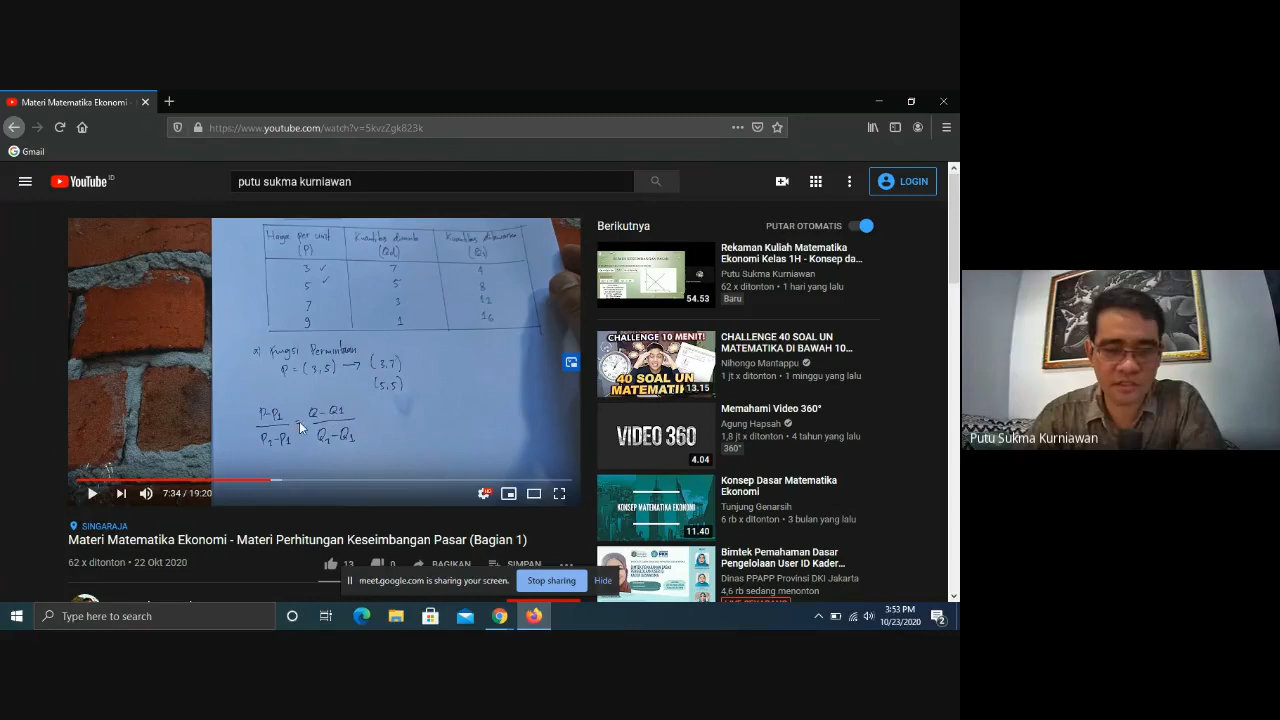 Materi Matematika Ekonomi -
https://www.youtube.com/watch?v=5kvzZgk823k
Gmail
YouTube ID
putu sukma kurniawan
LOGIN
Harga per unit
(P)
Kuantitas diminta
(Qd)
Kuantitas ditawarkan
3 ✓ 7 4
5 ✓ 5 8
7 3 12
9 1 16
a) Fungsi Permintaan
P = (3,5) → (3,7)
(5,5)
P-P1 = Q-Q1
P2-P1 Q2-Q1
7:34 / 19:20
HD
SINGARAJA
Materi Matematika Ekonomi - Materi Perhitungan Keseimbangan Pasar (Bagian 1)
62 x ditonton • 22 Okt 2020
13
0
BAGIKAN
SIMPAN
meet.google.com is sharing your screen.
Stop sharing
Hide
Berikutnya
PUTAR OTOMATIS
Rekaman Kuliah Matematika
Ekonomi Kelas 1H - Konsep da...
Putu Sukma Kurniawan
62 x ditonton • 1 hari yang lalu
Baru
54.53
CHALLENGE 10 MENIT!
40 SOAL UN
MATEMATIK
13.15
CHALLENGE 40 SOAL UN
MATEMATIKA DI BAWAH 10...
Nihongo Mantappu
1 jt x ditonton • 1 minggu yang lalu
VIDEO 360°
4.04
Memahami Video 360°
Agung Hapsah
1,8 jt x ditonton • 4 tahun yang lalu
360°
KONSEP MATEMATIKA EKONOMI
11.40
Konsep Dasar Matematika
Ekonomi
Tunjung Genarsih
6 rb x ditonton • 3 bulan yang lalu
Bimtek Pemahaman Dasar
Pengelolaan USER ID Kader...
Dinas PPAPP Provinsi DKI Jakarta
4,6 rb sedang menonton
Putu Sukma Kurniawan
Type here to search
3:53 PM
10/23/2020
2